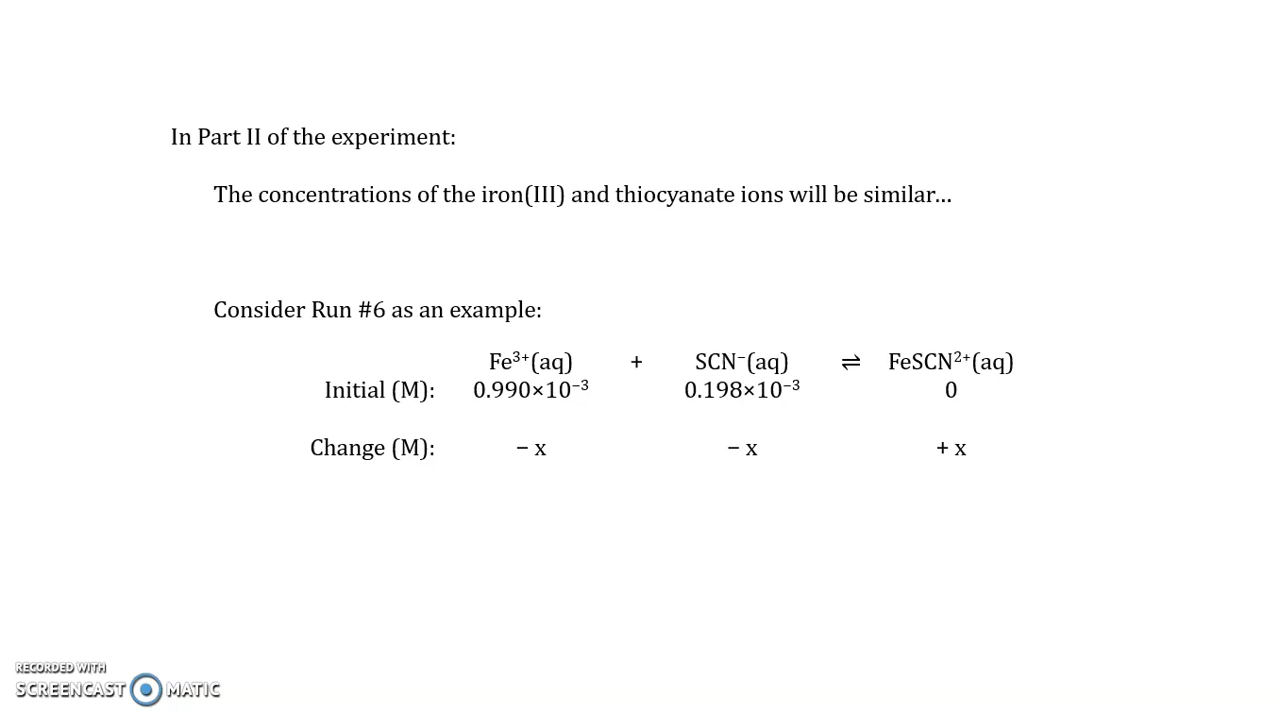 In Part II of the experiment:
The concentrations of the iron(III) and thiocyanate ions will be similar…
Consider Run #6 as an example:
Fe³⁺(aq) + SCN⁻(aq) ⇌ FeSCN²⁺(aq)
Initial (M): 0.990×10⁻³ 0.198×10⁻³ 0
Change (M): − x − x + x
RECORDED WITH
SCREENCAST MATIC